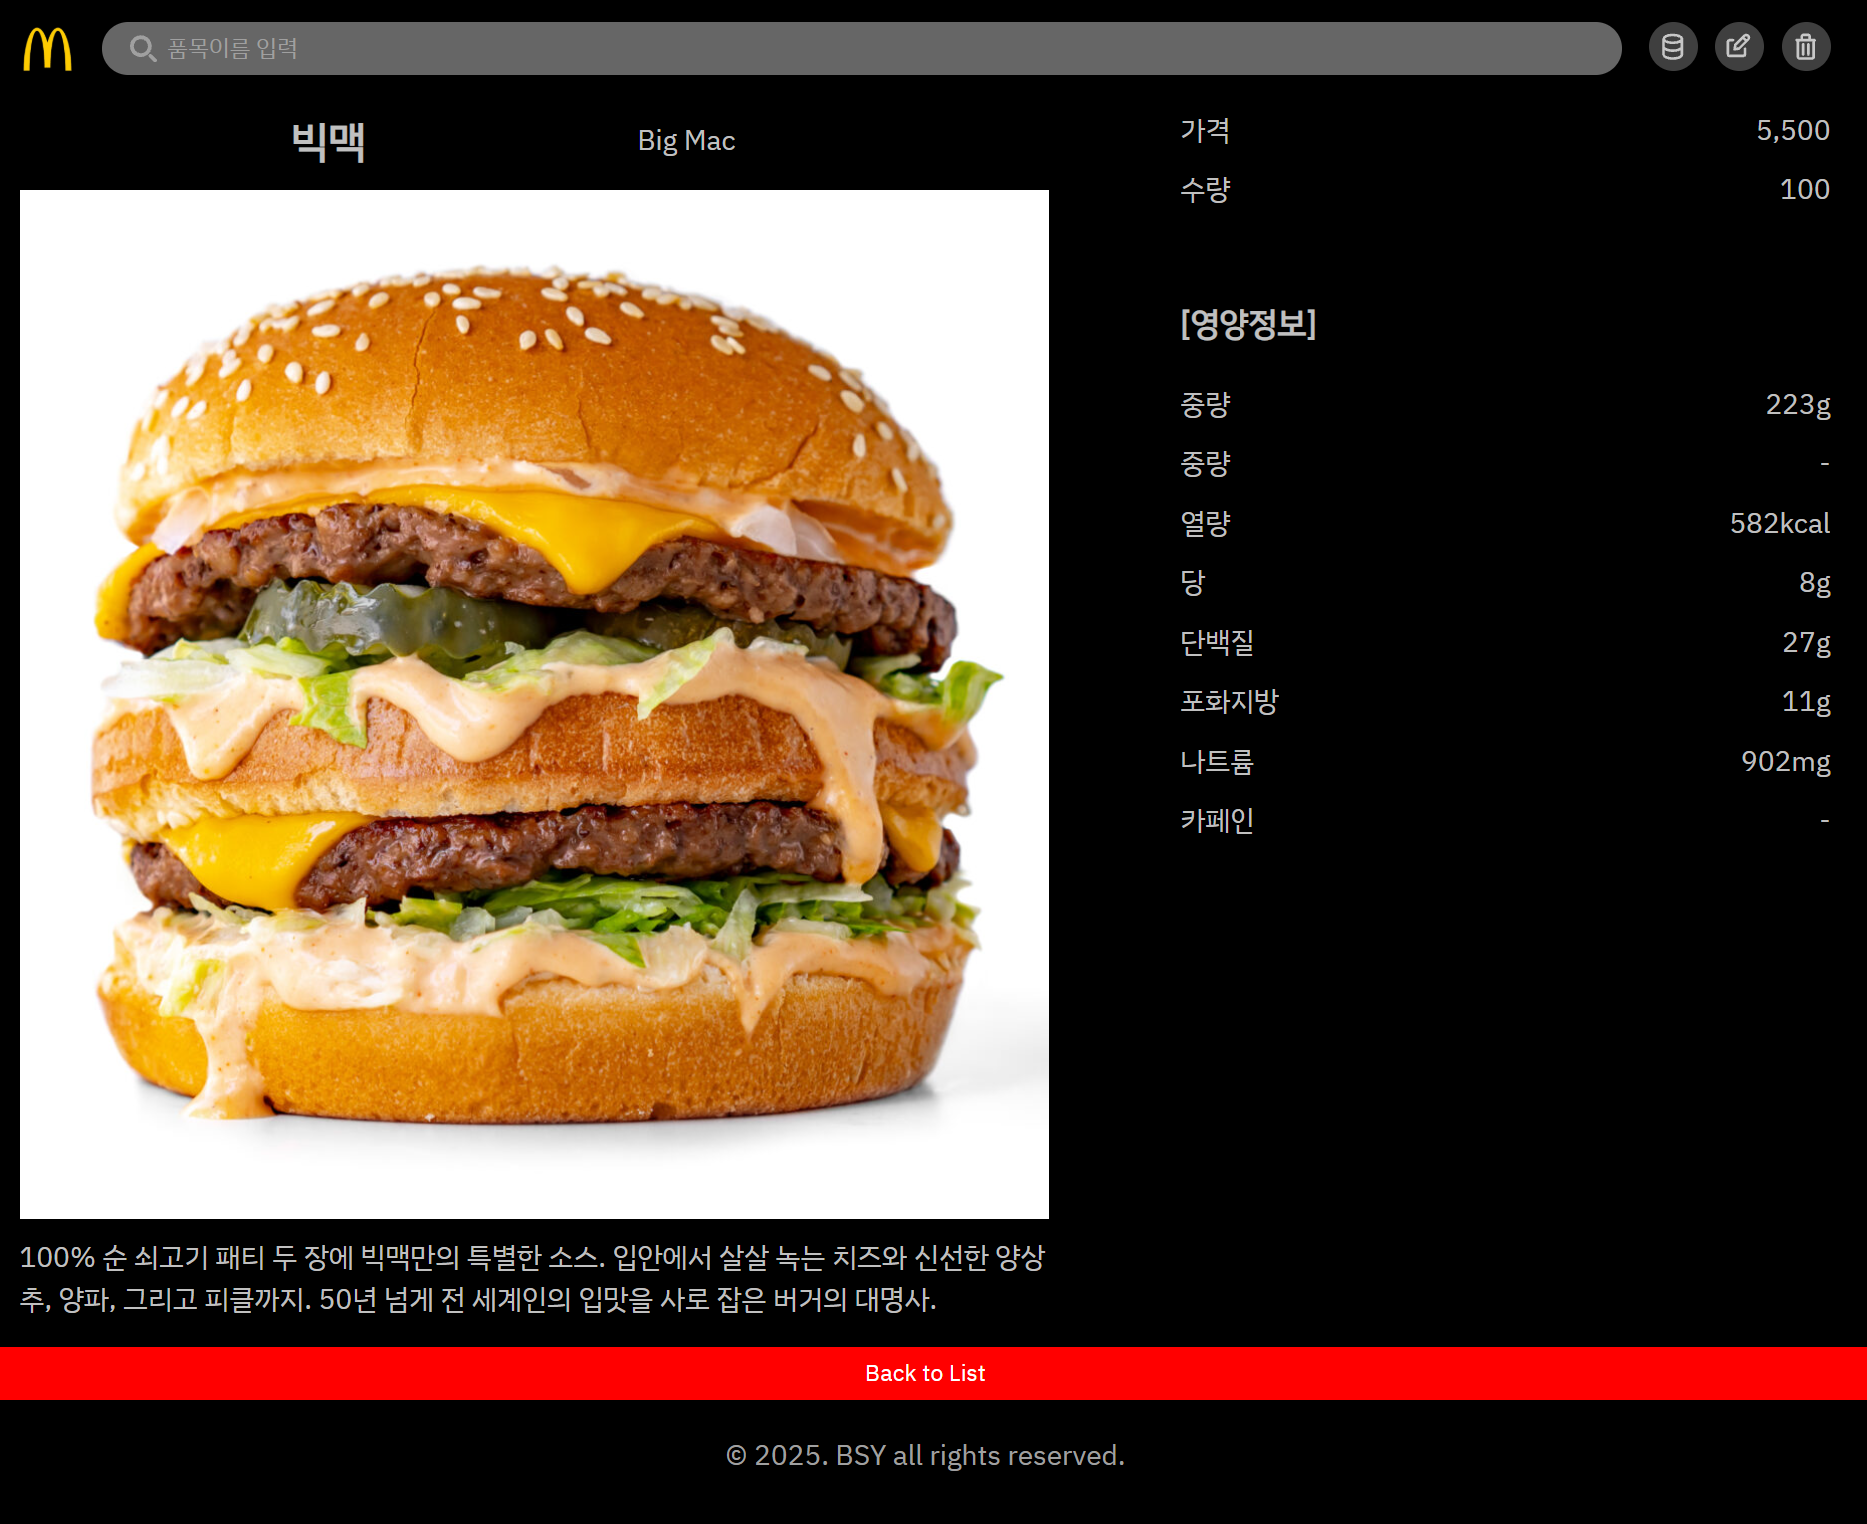 품목이름 입력
빅맥 Big Mac
100% 순 쇠고기 패티 두 장에 빅맥만의 특별한 소스. 입안에서 살살 녹는 치즈와 신선한 양상
추, 양파, 그리고 피클까지. 50년 넘게 전 세계인의 입맛을 사로 잡은 버거의 대명사.
가격 5,500
수량 100
[영양정보]
중량 223g
중량 -
열량 582kcal
당 8g
단백질 27g
포화지방 11g
나트륨 902mg
카페인 -
Back to List
© 2025. BSY all rights reserved.